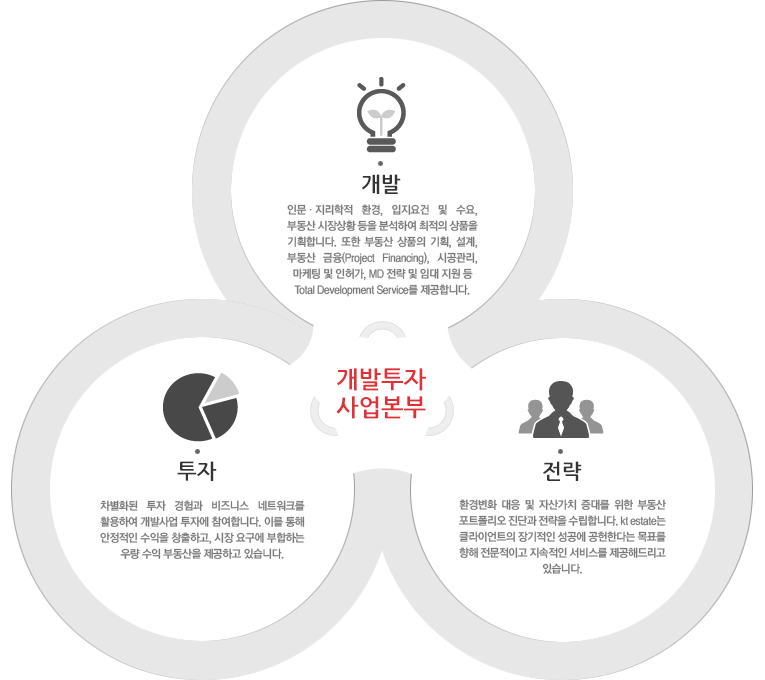 개발
인문 · 지리학적 환경, 입지요건 및 수요,
부동산 시장상황 등을 분석하여 최적의 상품을
기획합니다. 또한 부동산 상품의 기획, 설계,
부동산 금융(Project Financing), 시공관리,
마케팅 및 인허가, MD 전략 및 임대 지원 등
Total Development Service를 제공합니다.
개발투자
사업본부
투자
차별화된 투자 경험과 비즈니스 네트워크를
활용하여 개발사업 투자에 참여합니다. 이를 통해
안정적인 수익을 창출하고, 시장 요구에 부합하는
우량 수익 부동산을 제공하고 있습니다.
전략
환경변화 대응 및 자산가치 증대를 위한 부동산
포트폴리오 진단과 전략을 수립합니다. kt estate는
클라이언트의 장기적인 성공에 공헌한다는 목표를
향해 전문적이고 지속적인 서비스를 제공해드리고
있습니다.